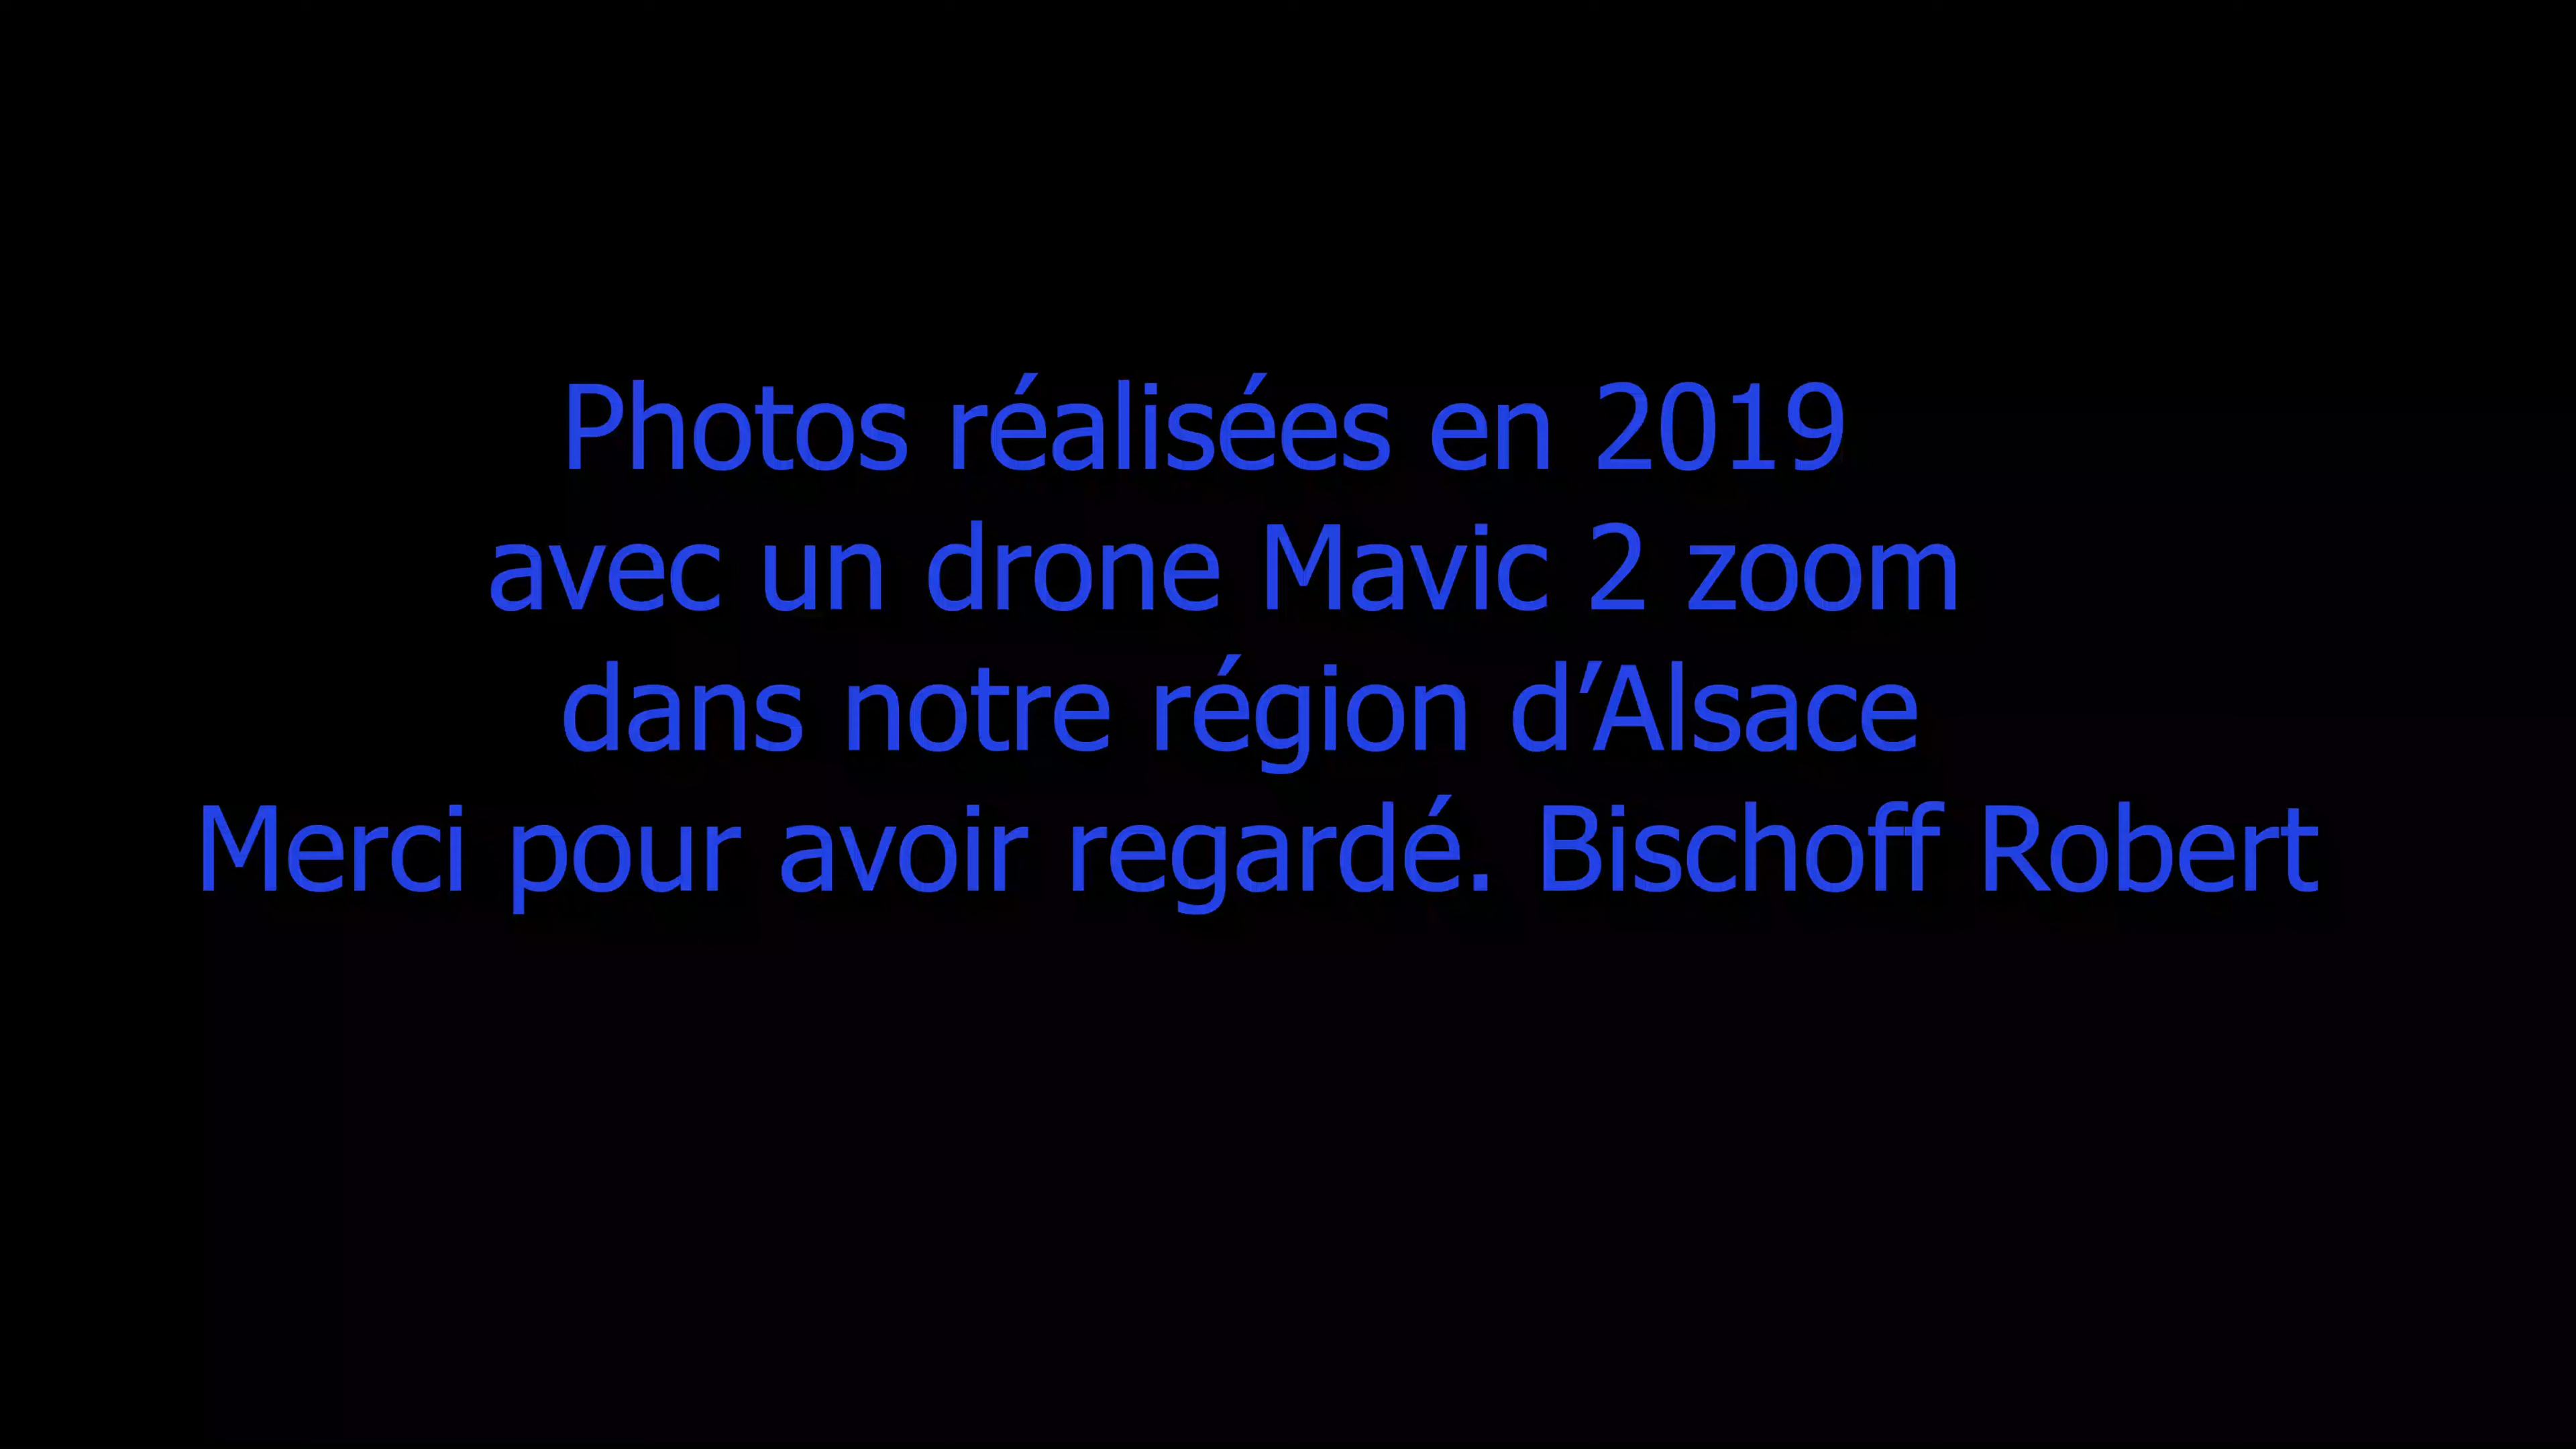 Photos réalisées en 2019
avec un drone Mavic 2 zoom
dans notre région d’Alsace
Merci pour avoir regardé. Bischoff Robert